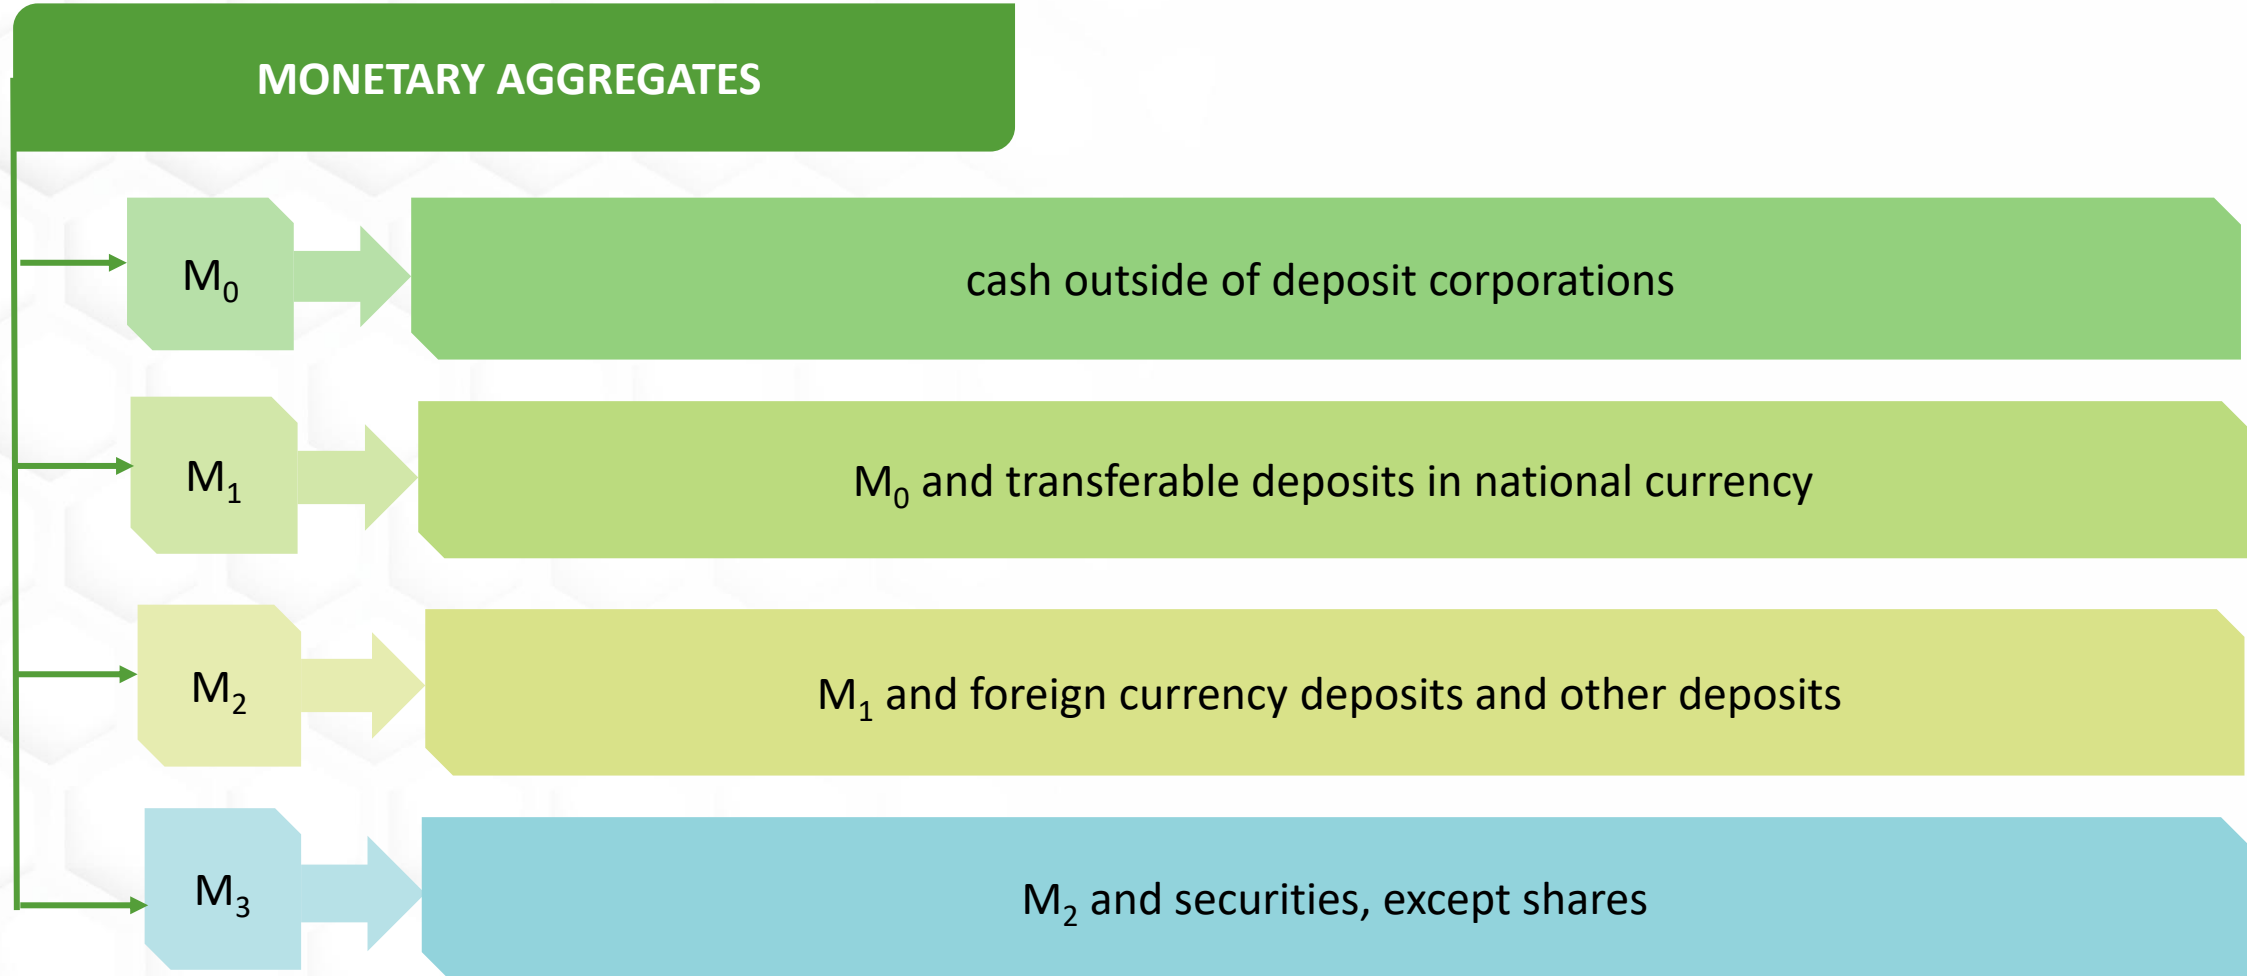 MONETARY AGGREGATES
M₀
cash outside of deposit corporations
M₁
M₀ and transferable deposits in national currency
M₂
M₁ and foreign currency deposits and other deposits
M₃
M₂ and securities, except shares